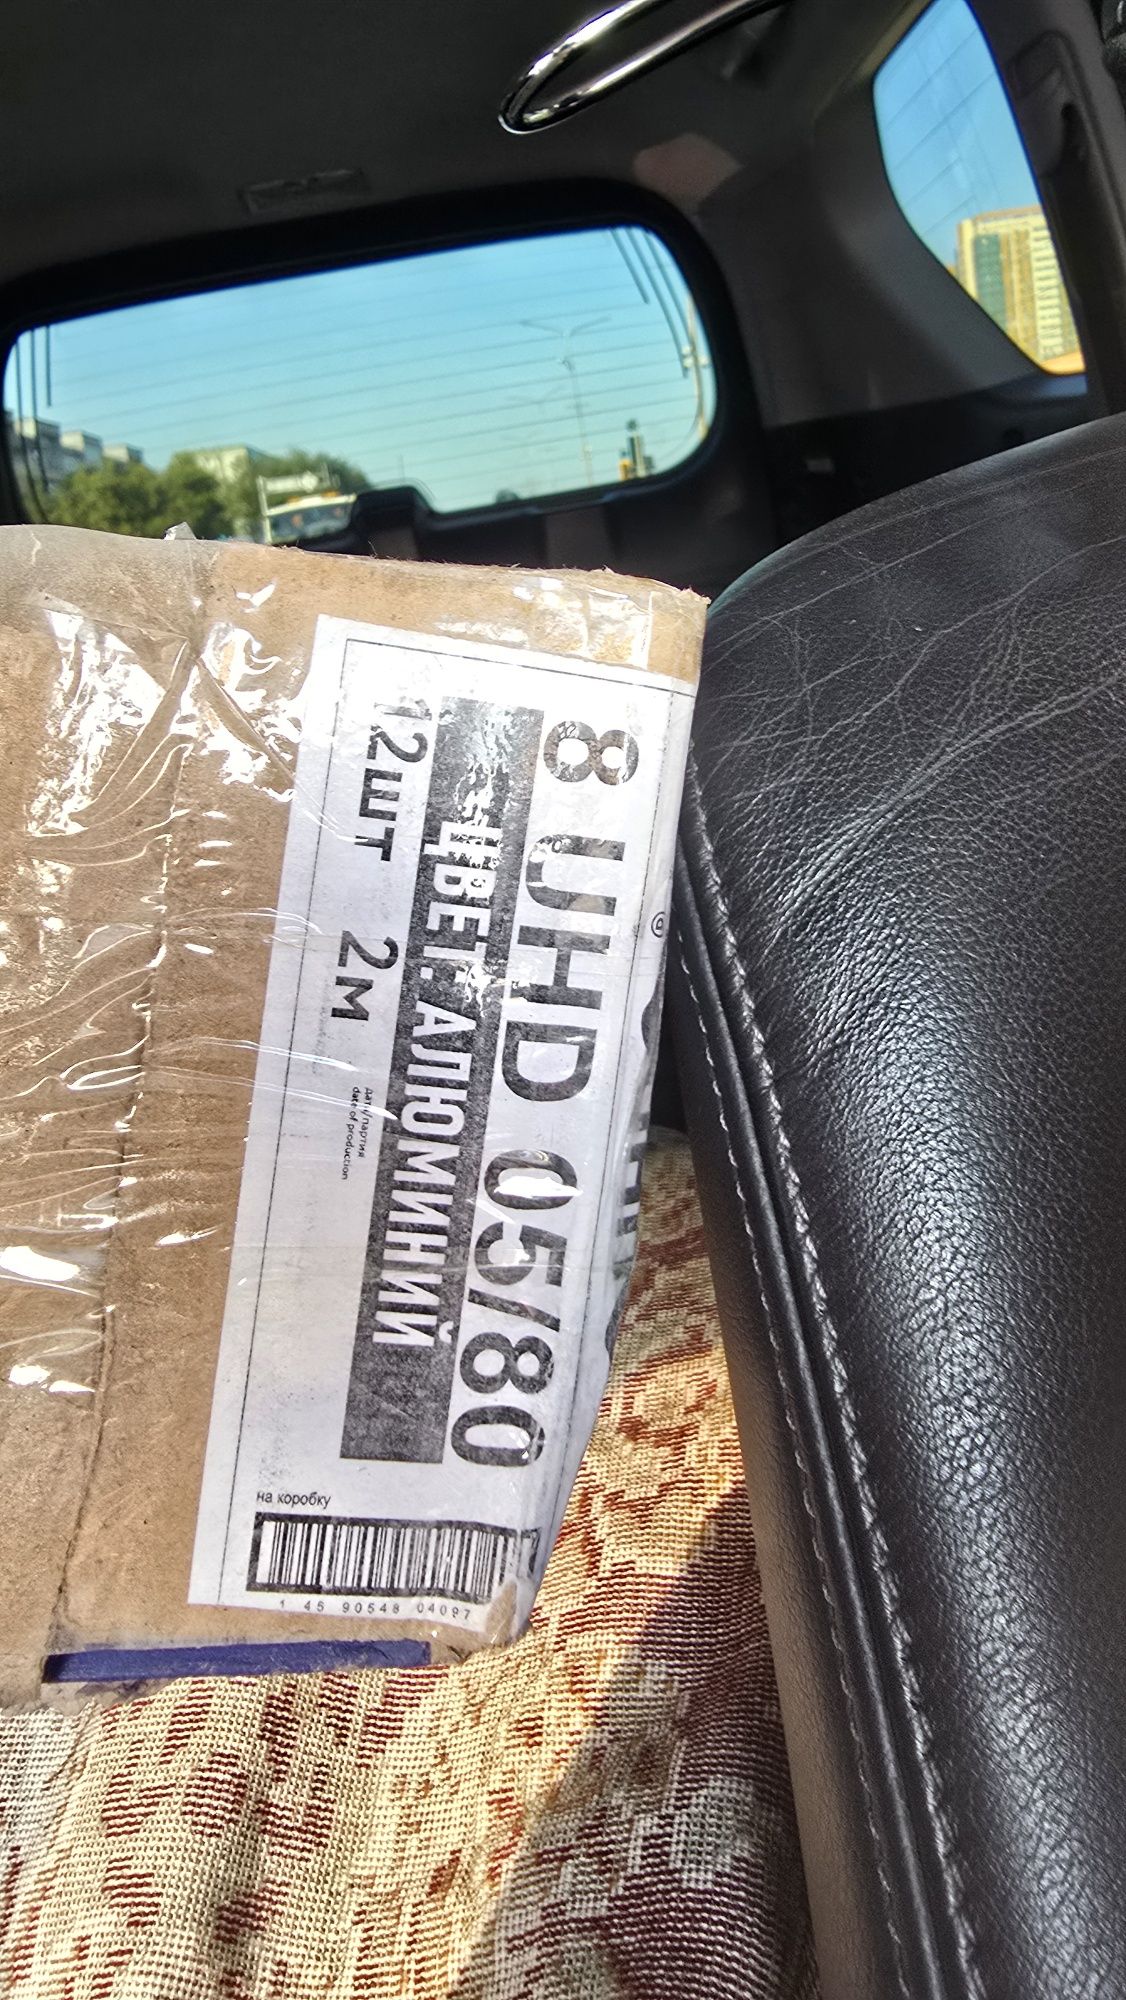 8 UHD 05/80
ЦВЕТ: АЛЮМИНИЙ
12шт 2м
дата/партия
date of production
на коробку
1 45 90548 04097